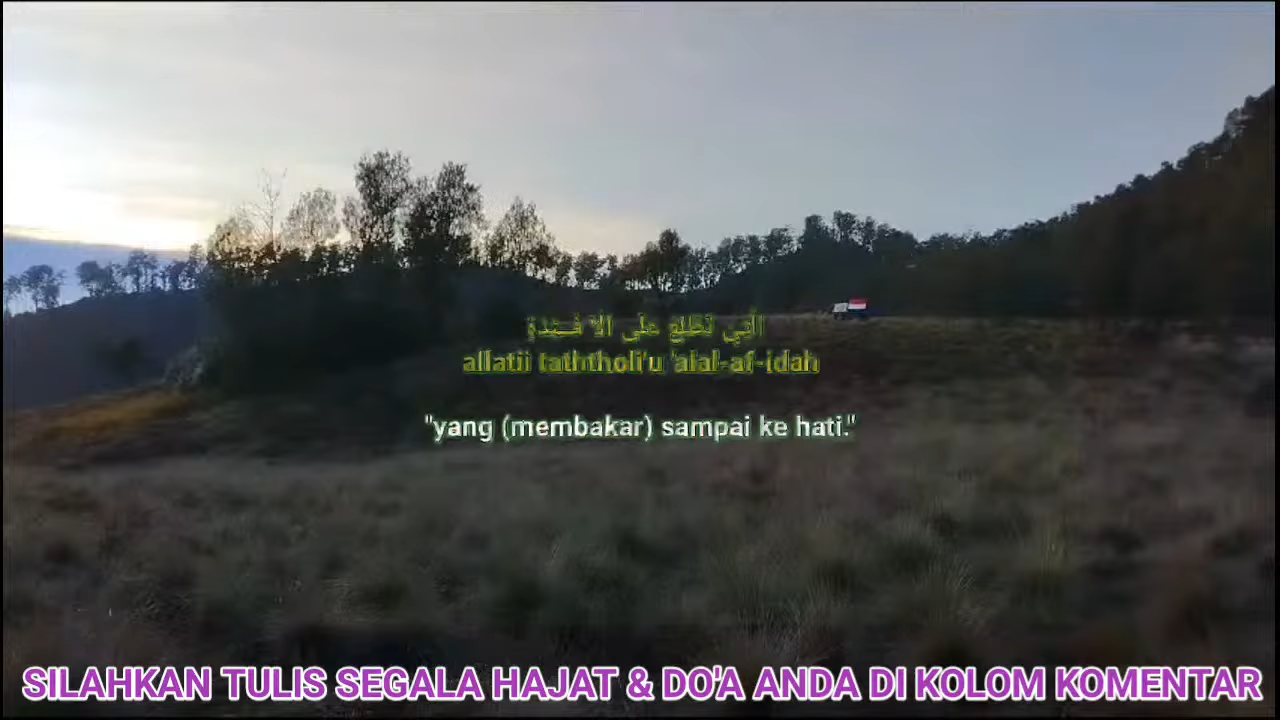 الَّتِيْ تَطَّلِعُ عَلَى الْاَ فْـــِٕدَةِ
allatii taththoli'u 'alal-af-idah
"yang (membakar) sampai ke hati."
SILAHKAN TULIS SEGALA HAJAT & DO'A ANDA DI KOLOM KOMENTAR